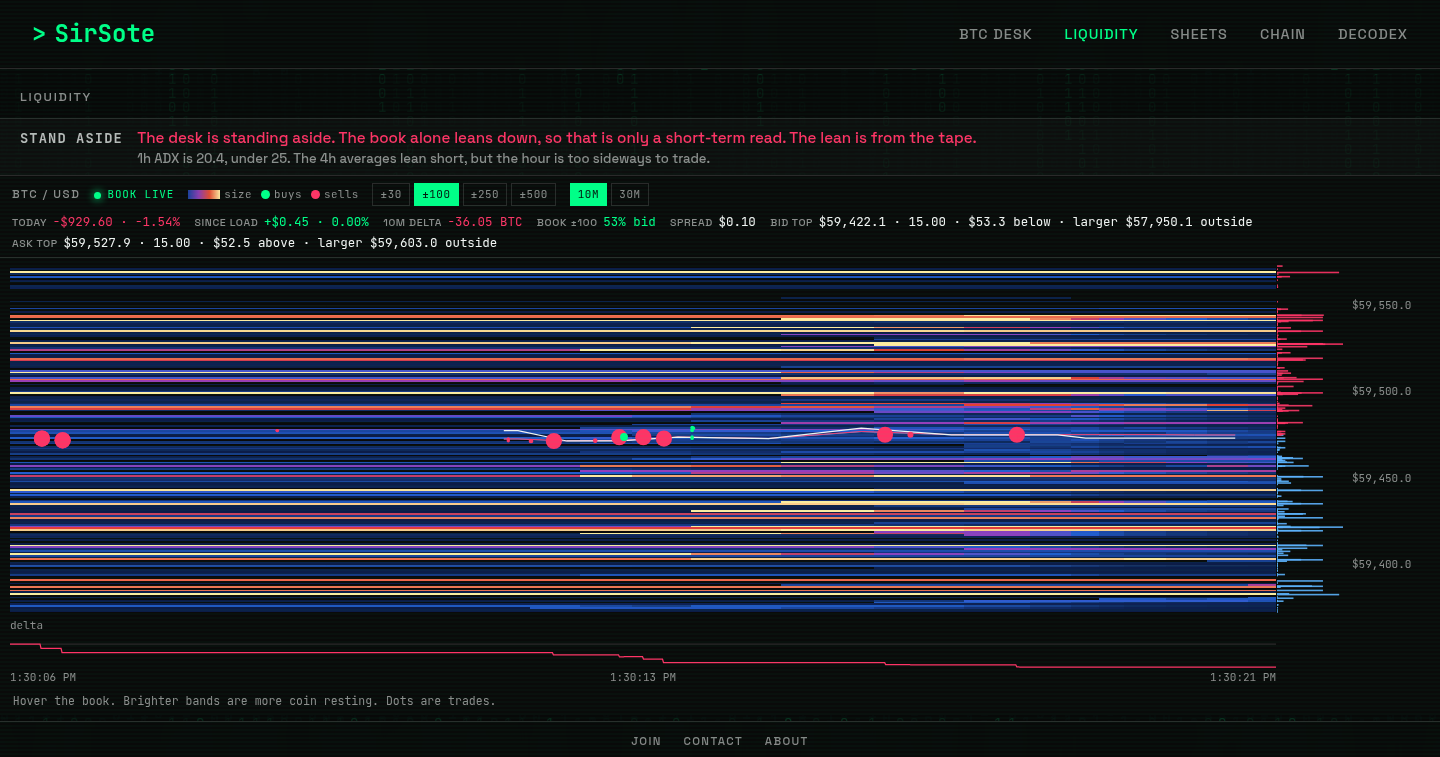 > SirSote
BTC DESK LIQUIDITY SHEETS CHAIN DECODEX
LIQUIDITY
STAND ASIDE The desk is standing aside. The book alone leans down, so that is only a short-term read. The lean is from the tape.
1h ADX is 20.4, under 25. The 4h averages lean short, but the hour is too sideways to trade.
BTC / USD BOOK LIVE size buys sells ±30 ±100 ±250 ±500 10M 30M
TODAY -$929.60 · -1.54% SINCE LOAD +$0.45 · 0.00% 10M DELTA -36.05 BTC BOOK ±100 53% bid SPREAD $0.10 BID TOP $59,422.1 · 15.00 · $53.3 below · larger $57,950.1 outside
ASK TOP $59,527.9 · 15.00 · $52.5 above · larger $59,603.0 outside
$59,550.0
$59,500.0
$59,450.0
$59,400.0
delta
1:30:06 PM 1:30:13 PM 1:30:21 PM
Hover the book. Brighter bands are more coin resting. Dots are trades.
JOIN CONTACT ABOUT